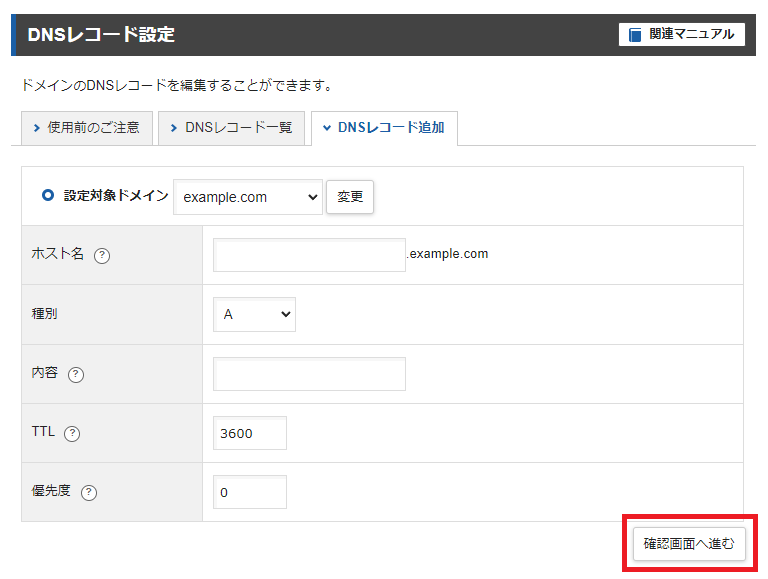 DNSレコード設定
関連マニュアル
ドメインのDNSレコードを編集することができます。
使用前のご注意
DNSレコード一覧
DNSレコード追加
設定対象ドメイン example.com 変更
ホスト名 ? .example.com
種別 A
内容 ?
TTL ? 3600
優先度 ? 0
確認画面へ進む